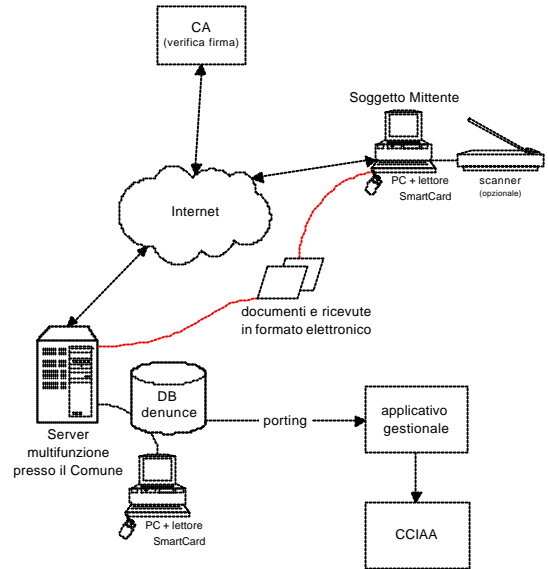 CA
(verifica firma)
Soggetto Mittente
PC + lettore
SmartCard
scanner
(opzionale)
Internet
documenti e ricevute
in formato elettronico
Server
multifunzione
presso il Comune
DB
denunce
PC + lettore
SmartCard
porting
applicativo
gestionale
CCIAA